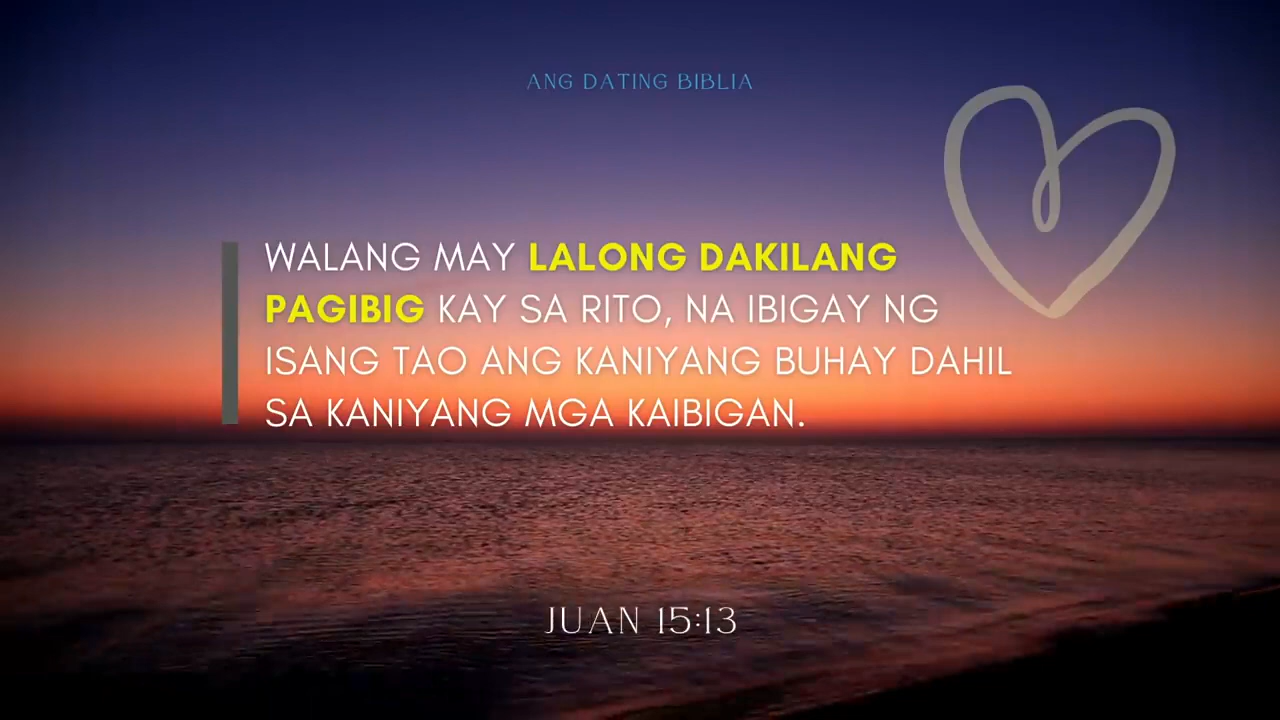 ANG DATING BIBLIA
WALANG MAY LALONG DAKILANG
PAGIBIG KAY SA RITO, NA IBIGAY NG
ISANG TAO ANG KANIYANG BUHAY DAHIL
SA KANIYANG MGA KAIBIGAN.
JUAN 15:13